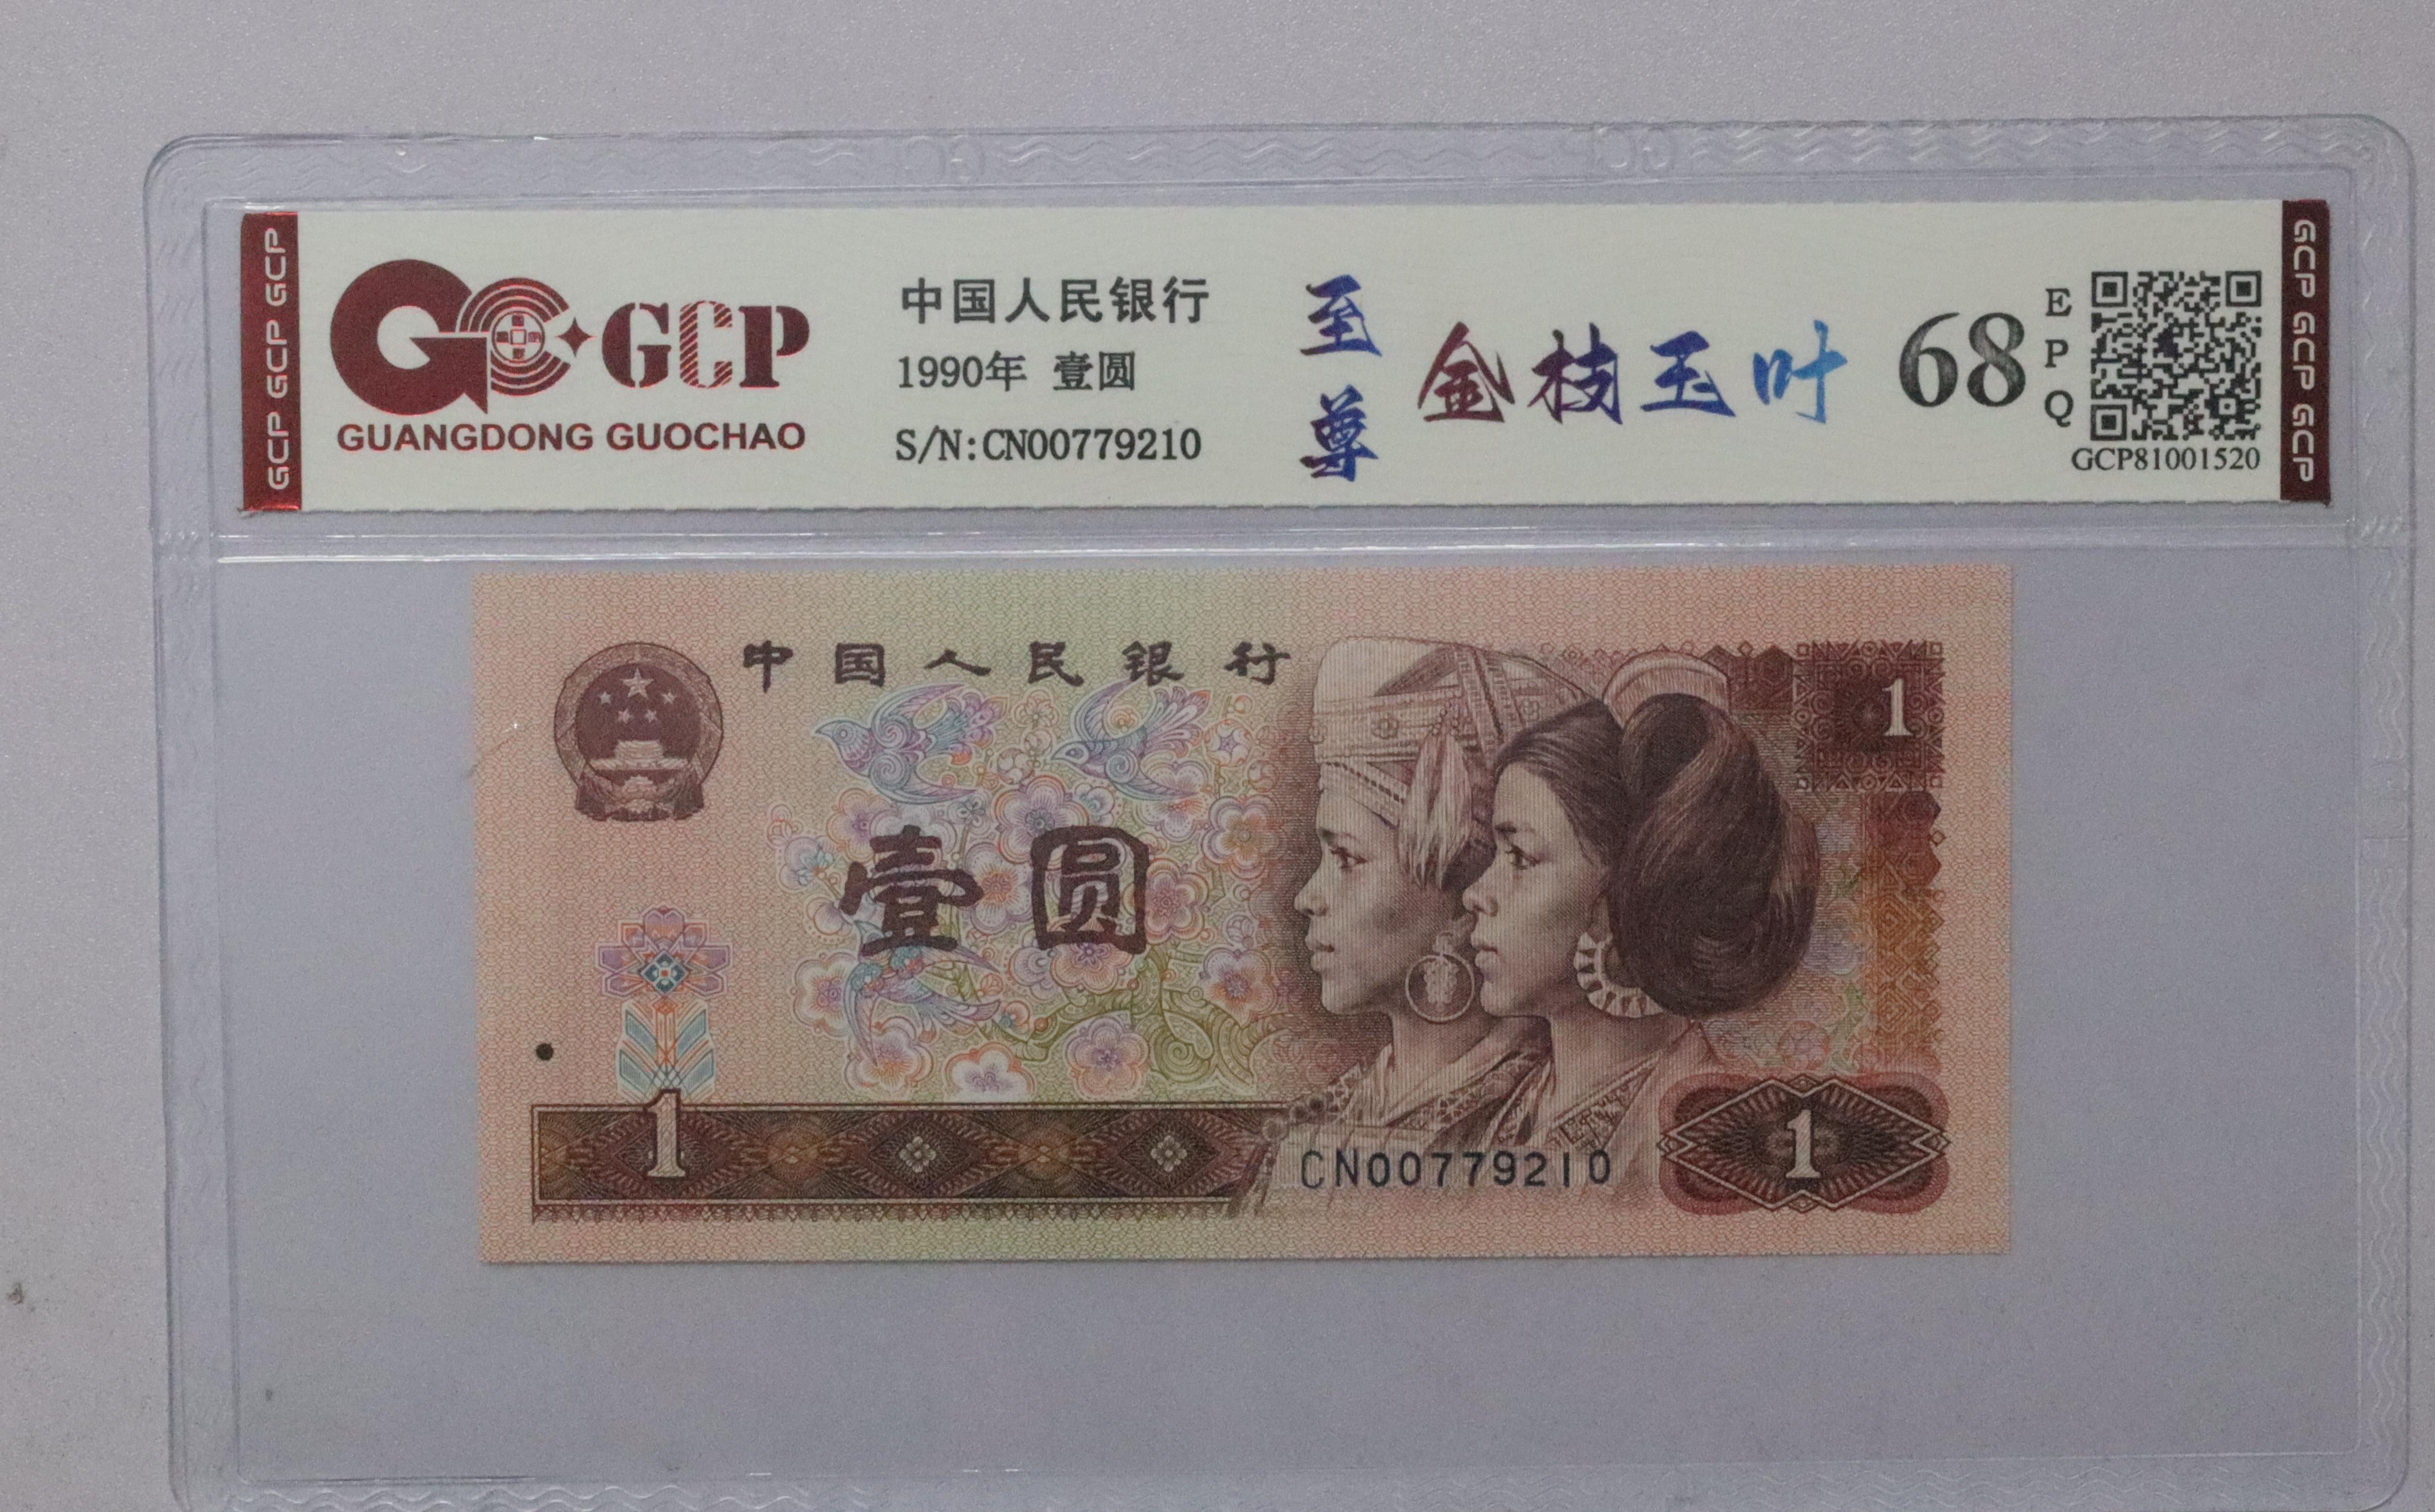 GCP GCP GCP
GCP
GUANGDONG GUOCHAO
中国人民银行
1990年 壹圆
S/N:CN00779210
至尊
金枝玉叶
68
EPQ
GCP81001520
GCP GCP GCP
中国人民银行
1
壹圆
1
CN00779210
1